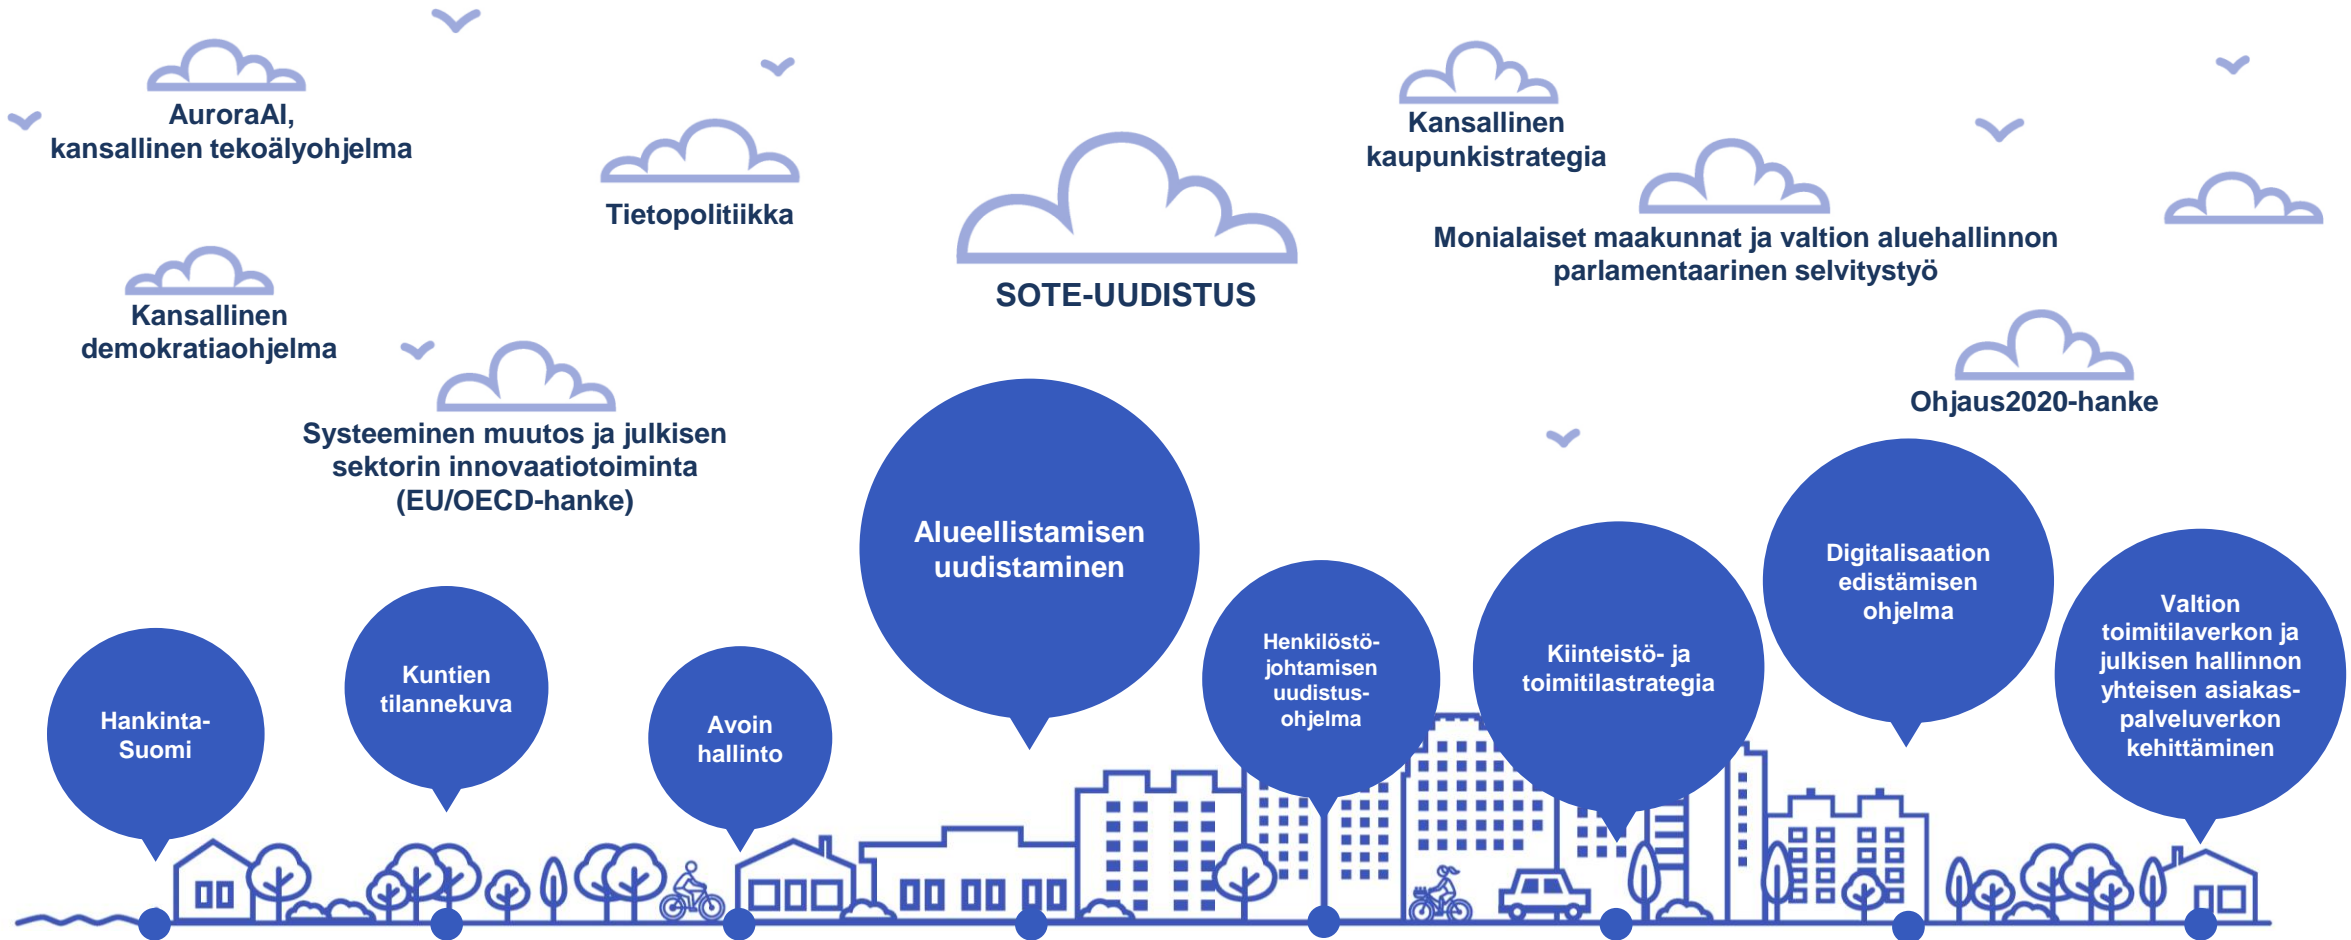 AuroraAI,
kansallinen tekoälyohjelma
Tietopolitiikka
Kansallinen
demokratiaohjelma
Systeeminen muutos ja julkisen
sektorin innovaatiotoiminta
(EU/OECD-hanke)
SOTE-UUDISTUS
Kansallinen
kaupunkistrategia
Monialaiset maakunnat ja valtion aluehallinnon
parlamentaarinen selvitystyö
Ohjaus2020-hanke
Hankinta-
Suomi
Kuntien
tilannekuva
Avoin
hallinto
Alueellistamisen
uudistaminen
Henkilöstö-
johtamisen
uudistus-
ohjelma
Kiinteistö- ja
toimitilastrategia
Digitalisaation
edistämisen
ohjelma
Valtion
toimitilaverkon ja
julkisen hallinnon
yhteisen asiakas-
palveluverkon
kehittäminen